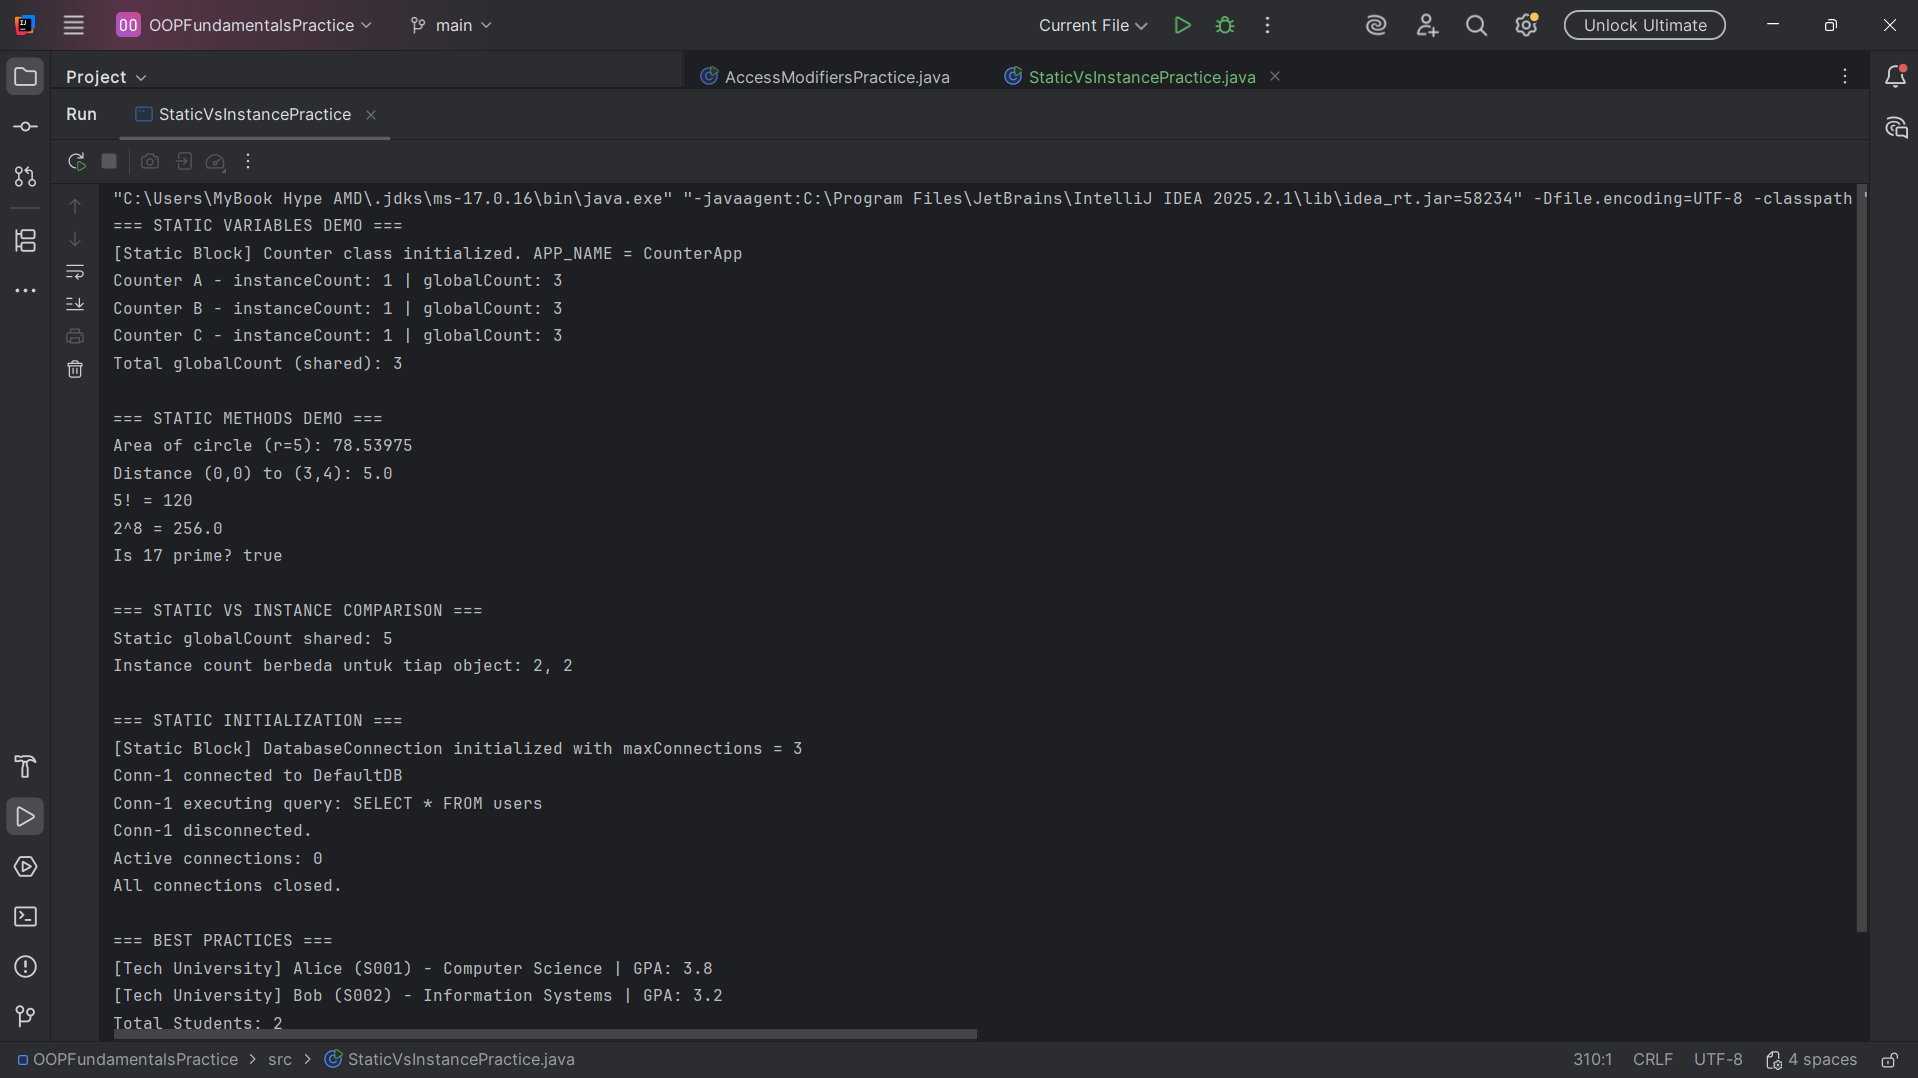 OO OOPFundamentalsPractice main Current File Unlock Ultimate
Project AccessModifiersPractice.java StaticVsInstancePractice.java
Run StaticVsInstancePractice
"C:\Users\MyBook Hype AMD\.jdks\ms-17.0.16\bin\java.exe" "-javaagent:C:\Program Files\JetBrains\IntelliJ IDEA 2025.2.1\lib\idea_rt.jar=58234" -Dfile.encoding=UTF-8 -classpath "
=== STATIC VARIABLES DEMO ===
[Static Block] Counter class initialized. APP_NAME = CounterApp
Counter A - instanceCount: 1 | globalCount: 3
Counter B - instanceCount: 1 | globalCount: 3
Counter C - instanceCount: 1 | globalCount: 3
Total globalCount (shared): 3
=== STATIC METHODS DEMO ===
Area of circle (r=5): 78.53975
Distance (0,0) to (3,4): 5.0
5! = 120
2^8 = 256.0
Is 17 prime? true
=== STATIC VS INSTANCE COMPARISON ===
Static globalCount shared: 5
Instance count berbeda untuk tiap object: 2, 2
=== STATIC INITIALIZATION ===
[Static Block] DatabaseConnection initialized with maxConnections = 3
Conn-1 connected to DefaultDB
Conn-1 executing query: SELECT * FROM users
Conn-1 disconnected.
Active connections: 0
All connections closed.
=== BEST PRACTICES ===
[Tech University] Alice (S001) - Computer Science | GPA: 3.8
[Tech University] Bob (S002) - Information Systems | GPA: 3.2
Total Students: 2
OOPFundamentalsPractice > src > StaticVsInstancePractice.java 310:1 CRLF UTF-8 4 spaces